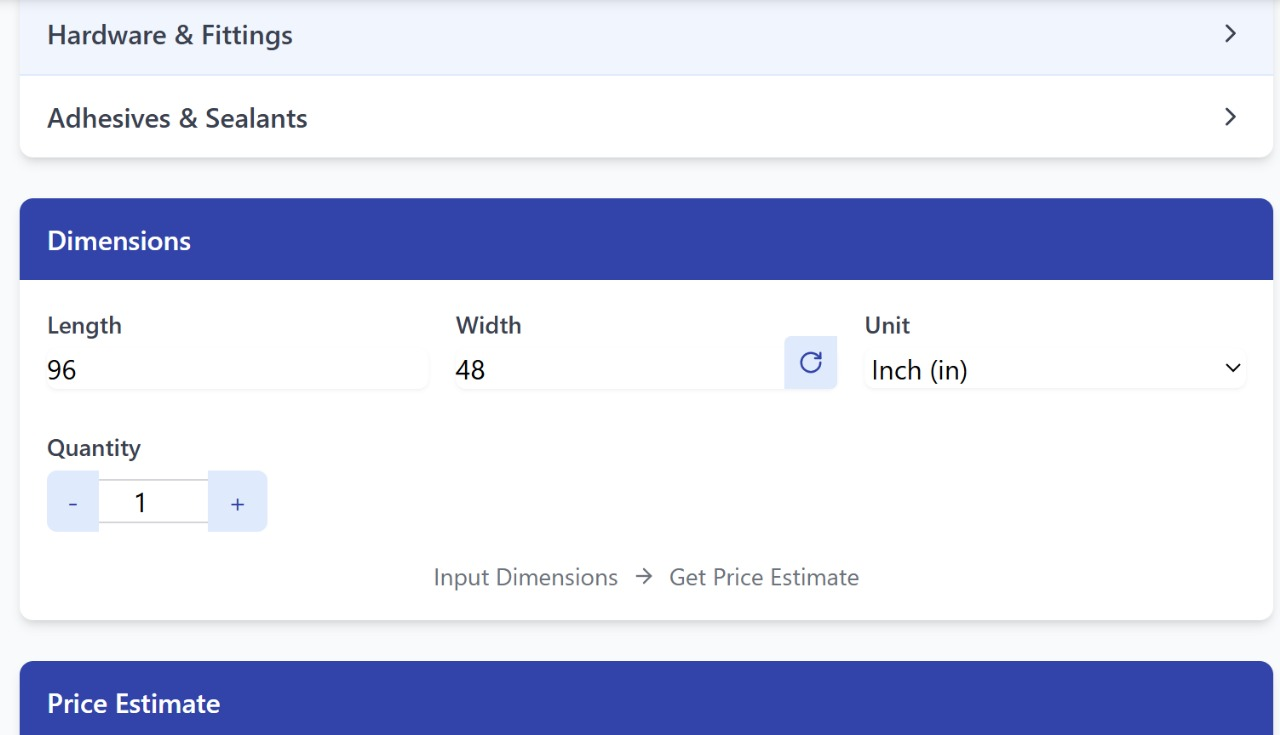 Hardware & Fittings
Adhesives & Sealants
Dimensions
Length Width Unit
96 48 Inch (in)
Quantity
- 1 +
Input Dimensions → Get Price Estimate
Price Estimate